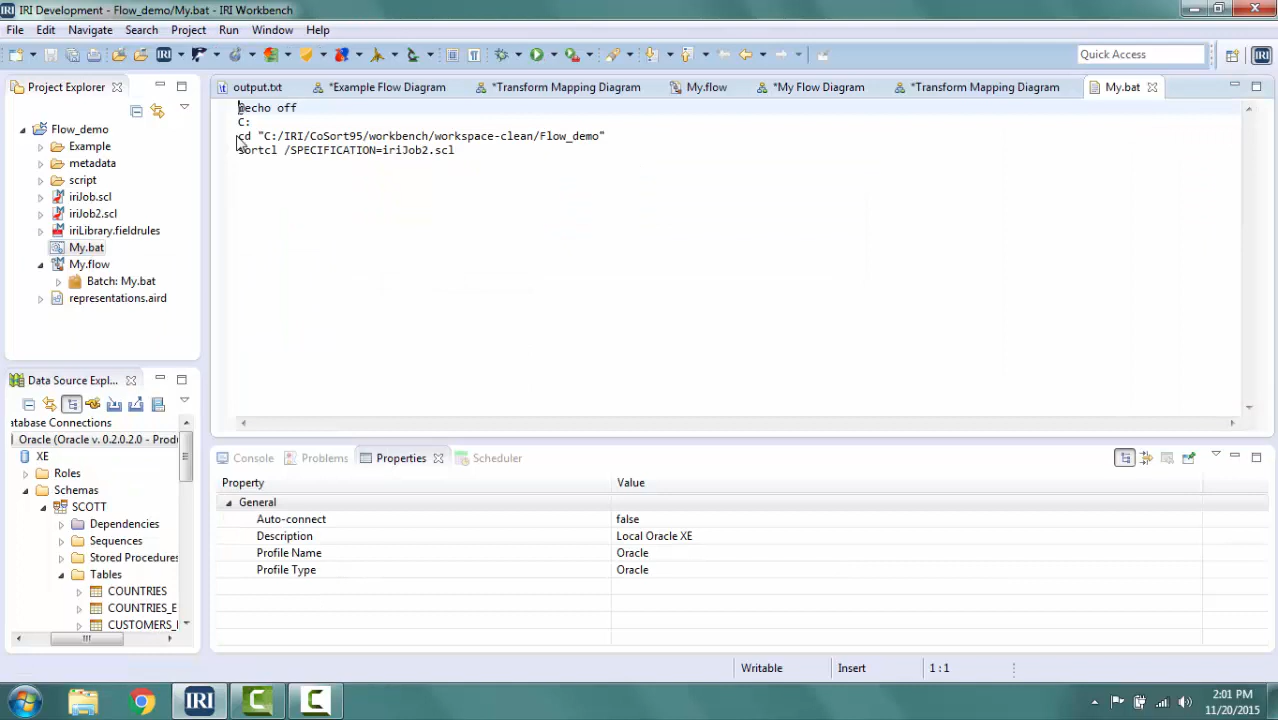 IRI Development - Flow_demo/My.bat - IRI Workbench
File Edit Navigate Search Project Run Window Help
IRI
Quick Access
IRI
Project Explorer
output.txt *Example Flow Diagram *Transform Mapping Diagram My.flow *My Flow Diagram *Transform Mapping Diagram My.bat
@echo off
C:
cd "C:/IRI/CoSort95/workbench/workspace-clean/Flow_demo"
sortcl /SPECIFICATION=iriJob2.scl
Flow_demo
Example
metadata
script
iriJob.scl
iriJob2.scl
iriLibrary.fieldrules
My.bat
My.flow
Batch: My.bat
representations.aird
Data Source Expl...
atabase Connections
Oracle (Oracle v. 0.2.0.2.0 - Produ
XE
Roles
Schemas
SCOTT
Dependencies
Sequences
Stored Procedures
Tables
COUNTRIES
COUNTRIES_E
CUSTOMERS_
Console Problems Properties Scheduler
Property Value
General
Auto-connect false
Description Local Oracle XE
Profile Name Oracle
Profile Type Oracle
Writable Insert 1 : 1
IRI
2:01 PM
11/20/2015